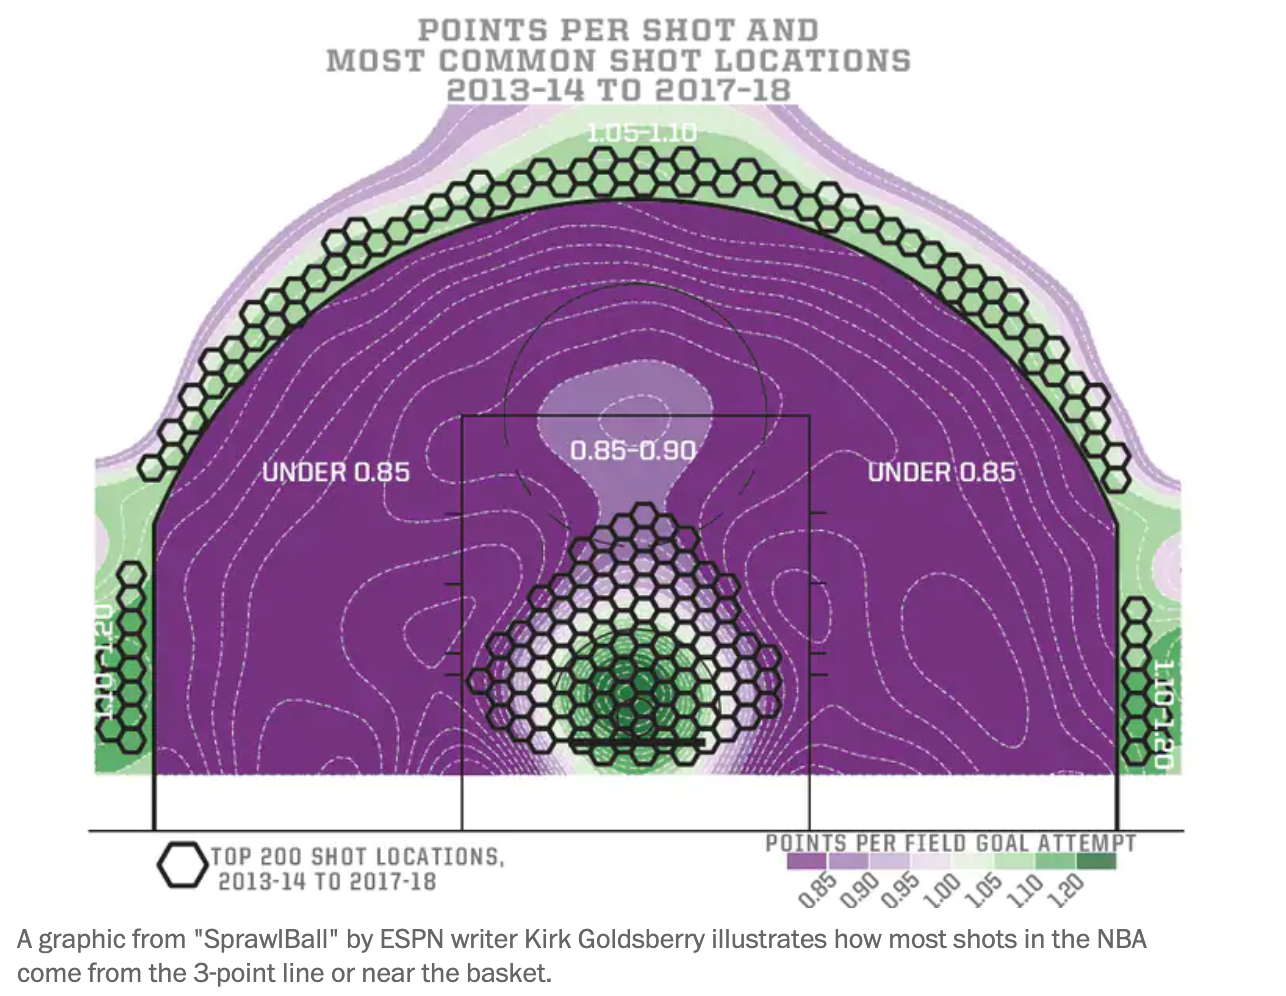 POINTS PER SHOT AND
MOST COMMON SHOT LOCATIONS
2013-14 TO 2017-18
1.05-1.10
0.85-0.90
UNDER 0.85
UNDER 0.85
1.10-1.20
1.10-1.20
TOP 200 SHOT LOCATIONS,
2013-14 TO 2017-18
POINTS PER FIELD GOAL ATTEMPT
0.85 0.90 0.95 1.00 1.05 1.10 1.20
A graphic from "SprawlBall" by ESPN writer Kirk Goldsberry illustrates how most shots in the NBA
come from the 3-point line or near the basket.